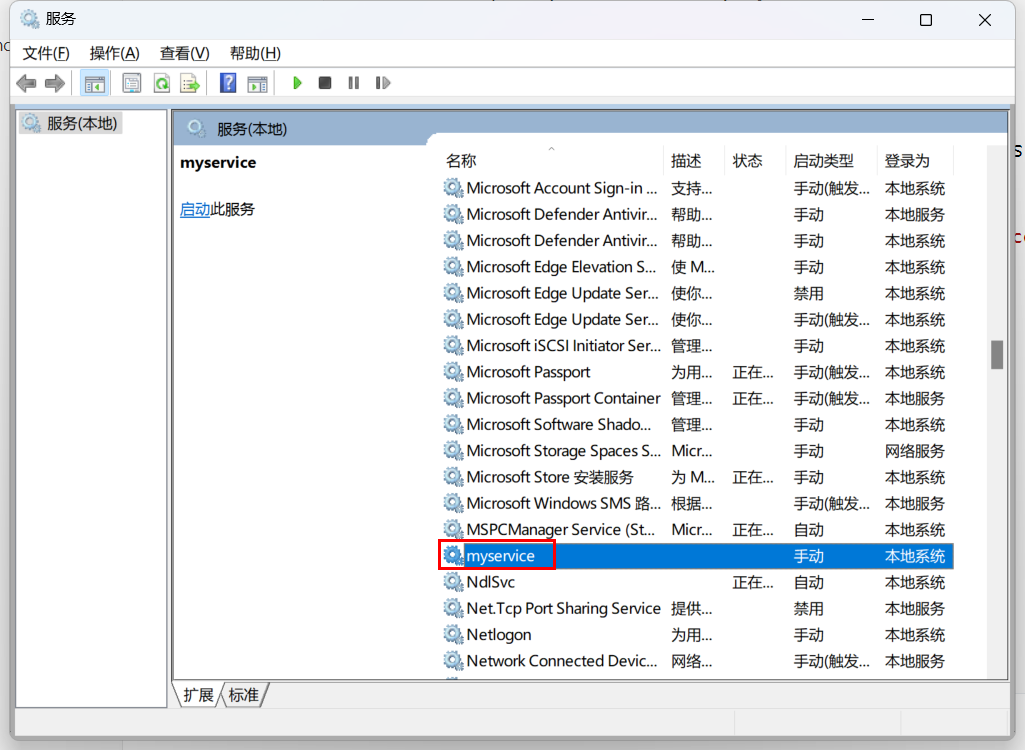 服务
文件(F) 操作(A) 查看(V) 帮助(H)
服务(本地)
服务(本地)
myservice
启动此服务
名称 描述 状态 启动类型 登录为
Microsoft Account Sign-in ... 支持... 手动(触发... 本地系统
Microsoft Defender Antivir... 帮助... 手动 本地服务
Microsoft Defender Antivir... 帮助... 手动 本地系统
Microsoft Edge Elevation S... 使 M... 手动 本地系统
Microsoft Edge Update Ser... 使你... 禁用 本地系统
Microsoft Edge Update Ser... 使你... 手动(触发... 本地系统
Microsoft iSCSI Initiator Ser... 管理... 手动 本地系统
Microsoft Passport 为用... 正在... 手动(触发... 本地系统
Microsoft Passport Container 管理... 正在... 手动(触发... 本地服务
Microsoft Software Shado... 管理... 手动 本地系统
Microsoft Storage Spaces S... Micr... 手动 网络服务
Microsoft Store 安装服务 为 M... 正在... 手动 本地系统
Microsoft Windows SMS 路... 根据... 手动(触发... 本地服务
MSPCManager Service (St... Micr... 正在... 自动 本地系统
myservice 手动 本地系统
NdlSvc 正在... 自动 本地系统
Net.Tcp Port Sharing Service 提供... 禁用 本地服务
Netlogon 为用... 手动 本地系统
Network Connected Devic... 网络... 手动(触发... 本地服务
扩展 标准